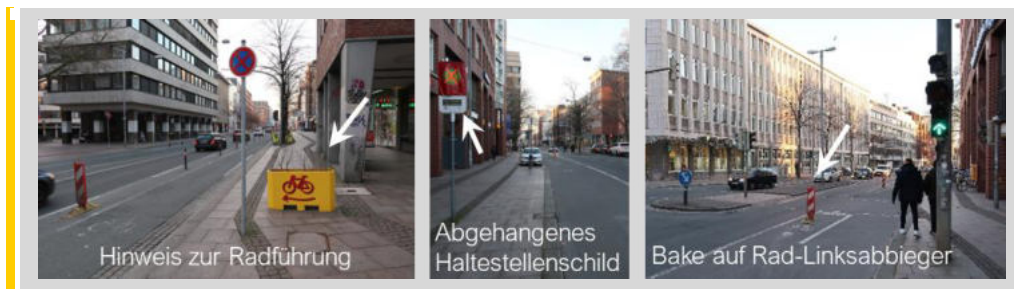 Hinweis zur Radführung
Abgehangenes
Haltestellenschild
Bake auf Rad-Linksabbieger